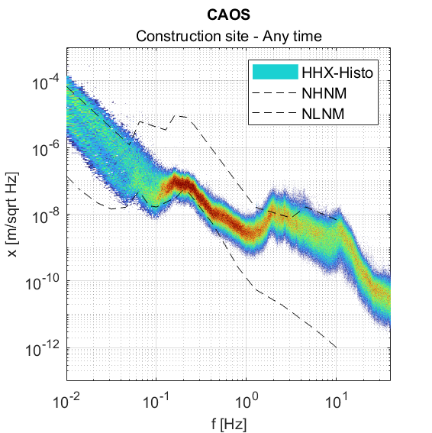 CAOS
Construction site - Any time
HHX-Histo
NHNM
NLNM
10^-4
10^-6
10^-8
10^-10
10^-12
x [m/sqrt Hz]
10^-2
10^-1
10^0
10^1
f [Hz]